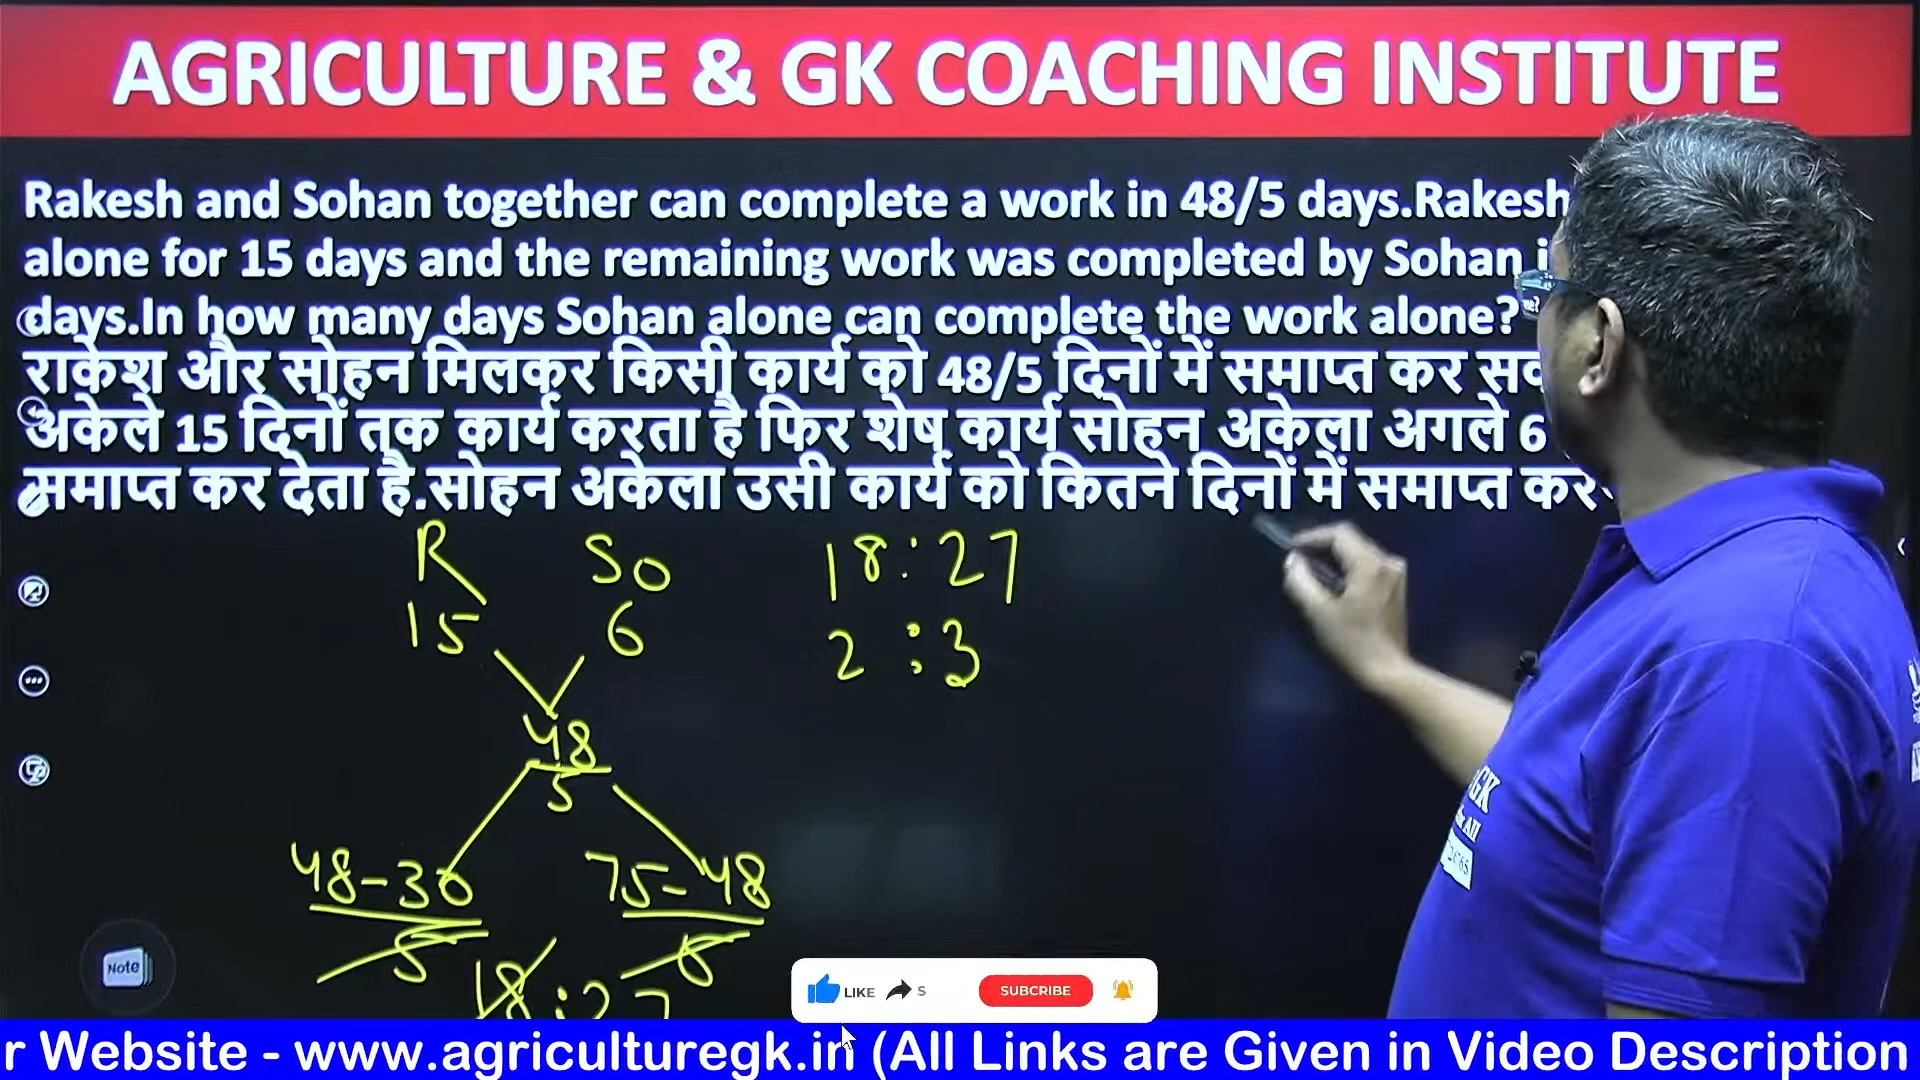 AGRICULTURE & GK COACHING INSTITUTE
Rakesh and Sohan together can complete a work in 48/5 days.Rakesh
alone for 15 days and the remaining work was completed by Sohan
days.In how many days Sohan alone can complete the work alone?
राकेश और सोहन मिलकर किसी कार्य को 48/5 दिनों में समाप्त कर
अकेले 15 दिनों तक कार्य करता है फिर शेष कार्य सोहन अकेला अगले 6
समाप्त कर देता है.सोहन अकेला उसी कार्य को कितने दिनों में समाप्त
R So 18:27
15 6 2:3
48
5
48-30 75-48
5
18:27
Note
LIKE 5 SUBSCRIBE
r Website - www.agriculturegk.in (All Links are Given in Video Description
GK